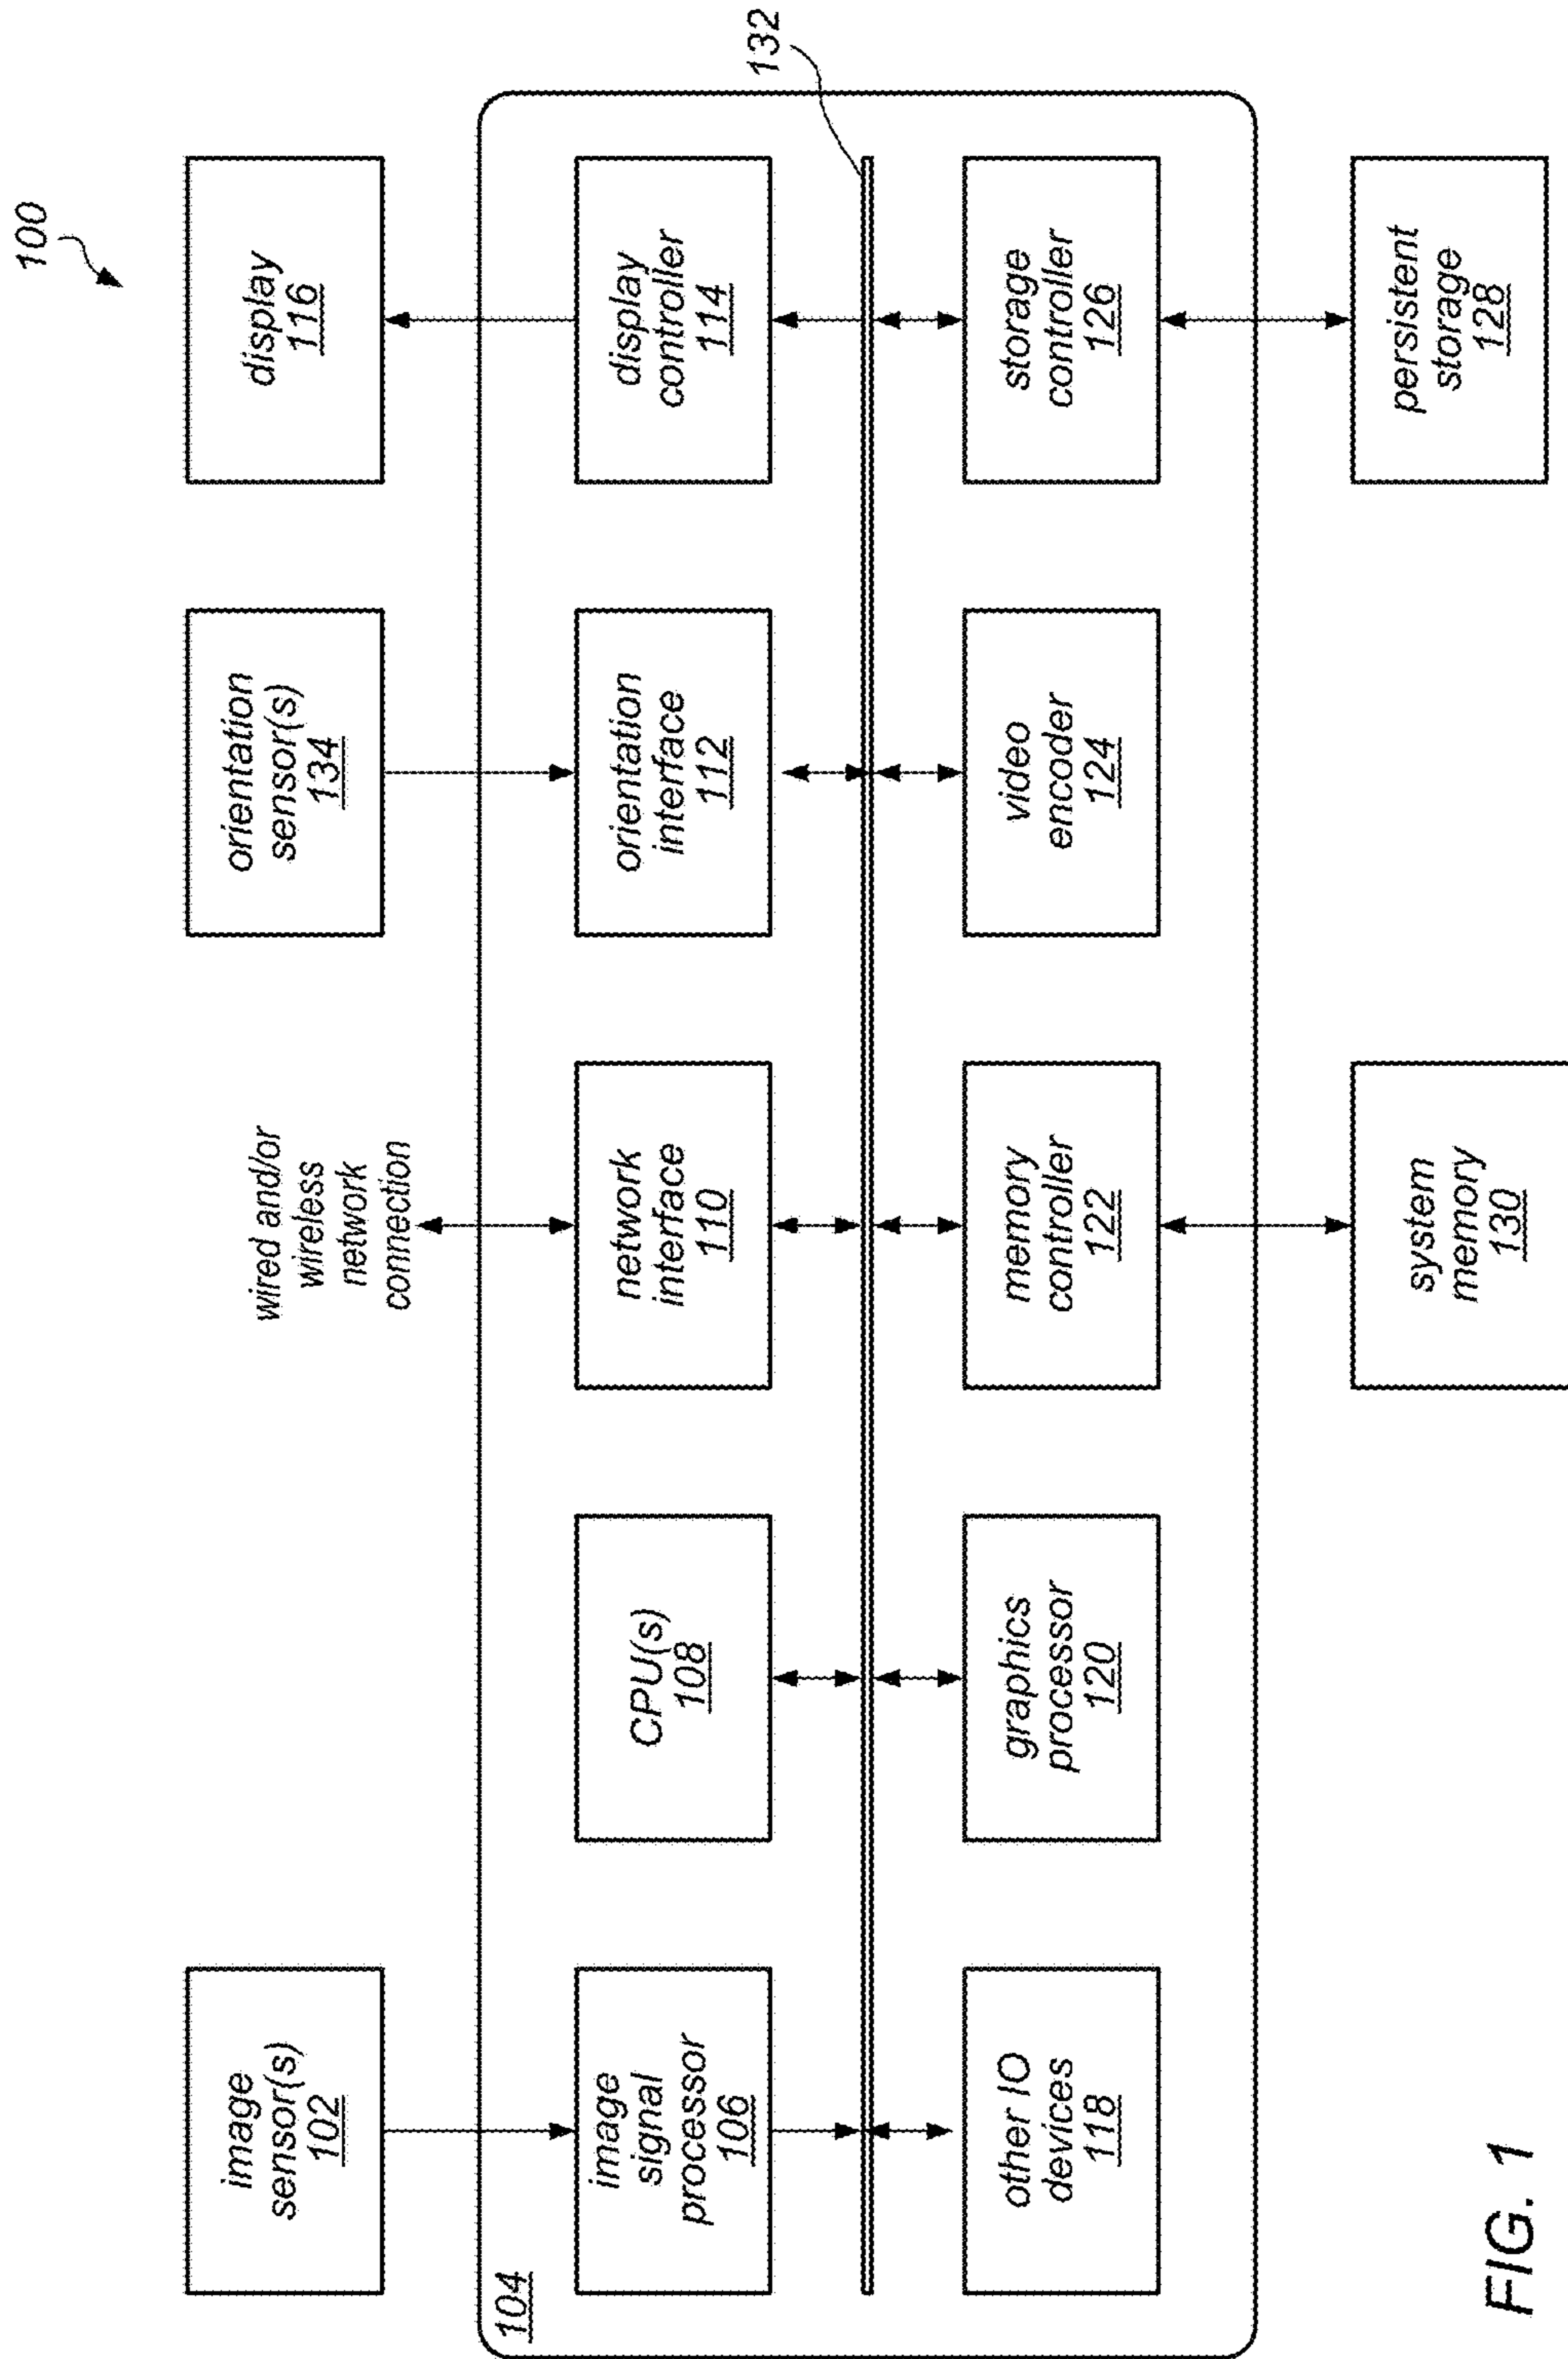 100
image
sensor(s)
102
wired and/or
wireless
network
connection
orientation
sensor(s)
134
display
116
104
image
signal
processor
106
CPU(s)
108
network
interface
110
orientation
interface
112
display
controller
114
132
other IO
devices
118
graphics
processor
120
memory
controller
122
video
encoder
124
storage
controller
126
system
memory
130
persistent
storage
128
FIG. 1